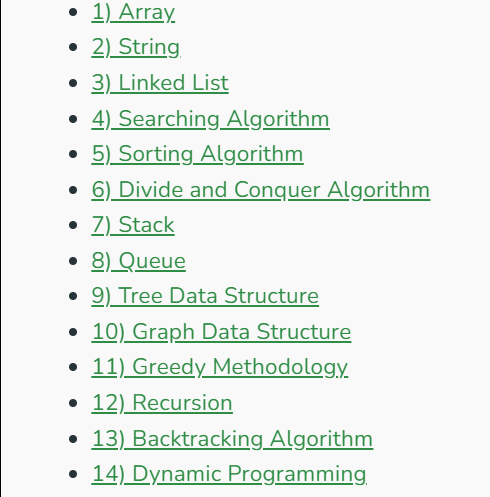 1) Array
2) String
3) Linked List
4) Searching Algorithm
5) Sorting Algorithm
6) Divide and Conquer Algorithm
7) Stack
8) Queue
9) Tree Data Structure
10) Graph Data Structure
11) Greedy Methodology
12) Recursion
13) Backtracking Algorithm
14) Dynamic Programming